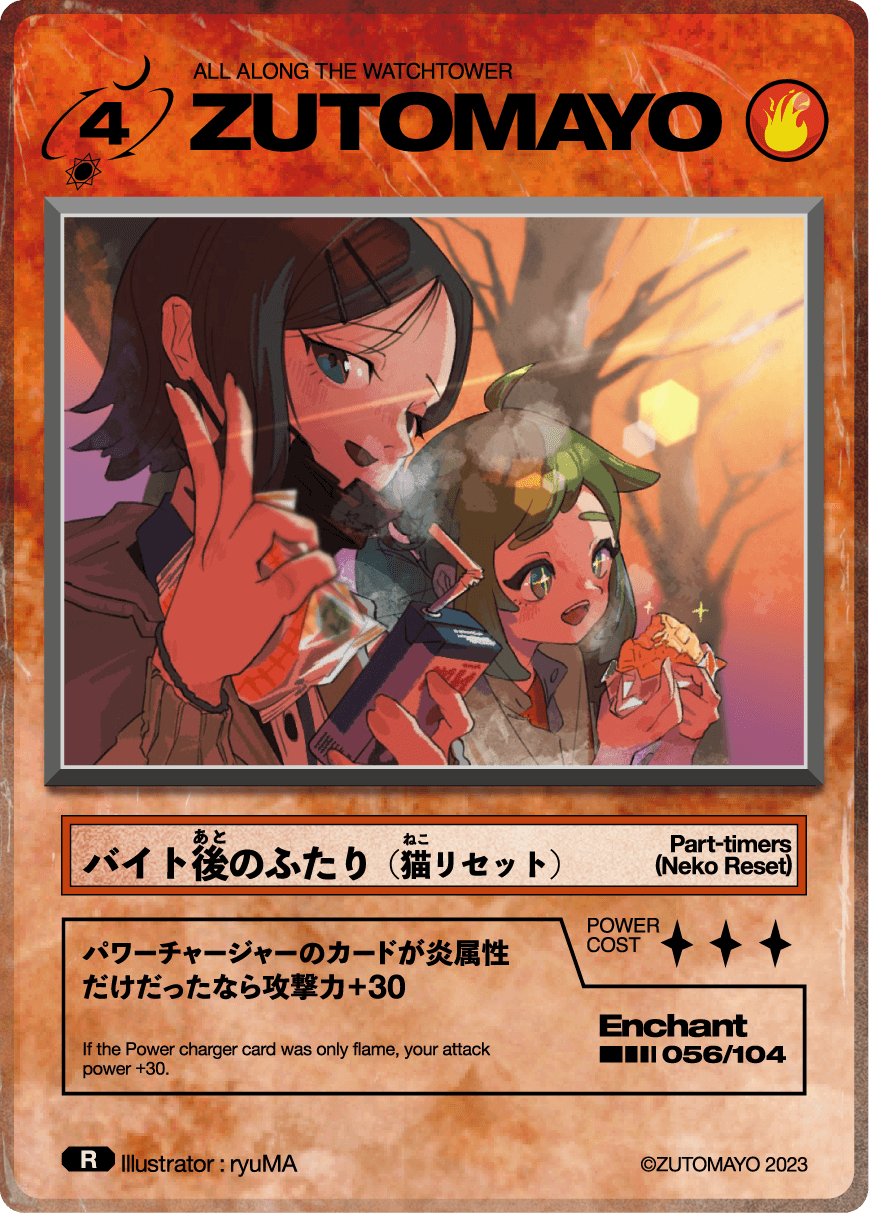 ALL ALONG THE WATCHTOWER
4
ZUTOMAYO
バイト後のふたり（猫リセット）
あと
ねこ
Part-timers
(Neko Reset)
パワーチャージャーのカードが炎属性
だけだったなら攻撃力+30
If the Power charger card was only flame, your attack
power +30.
POWER
COST
Enchant
056/104
R
Illustrator : ryuMA
©ZUTOMAYO 2023